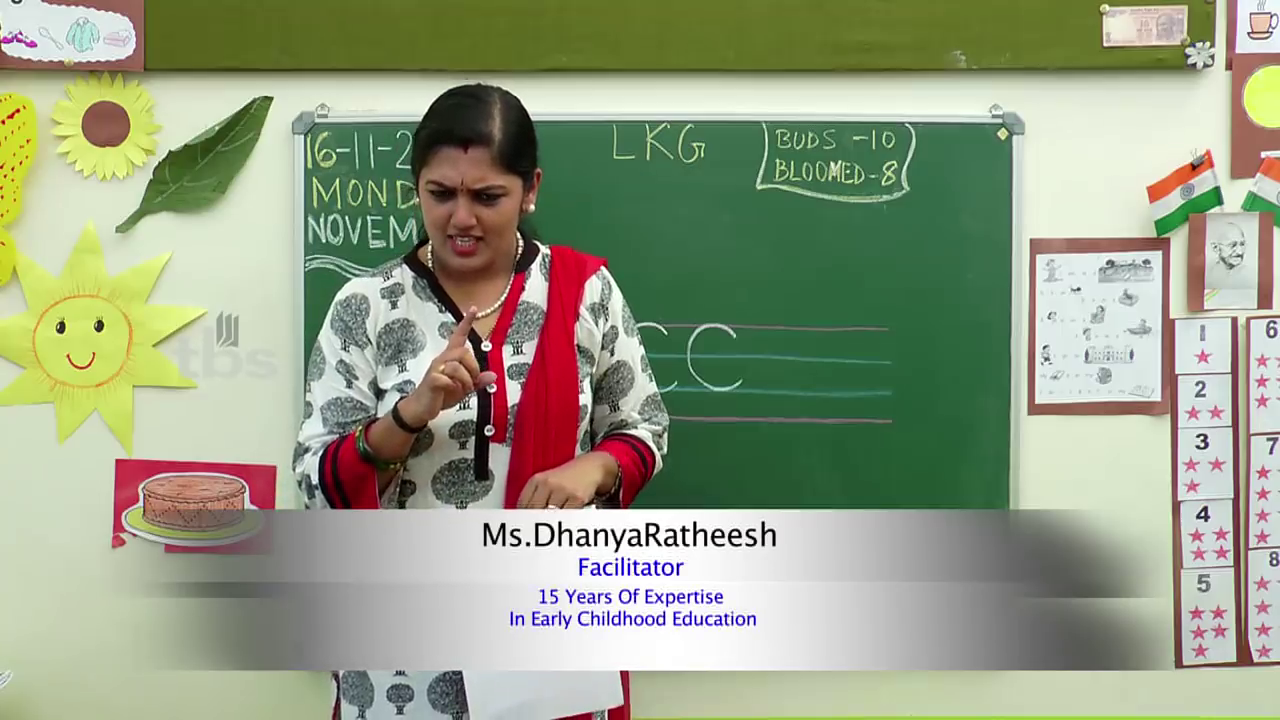 16-11-2
MOND
NOVEM
LKG
BUDS -10
BLOOMED-8
CC
tbs
1
2
3
4
5
6
7
8
Ms.DhanyaRatheesh
Facilitator
15 Years Of Expertise
In Early Childhood Education